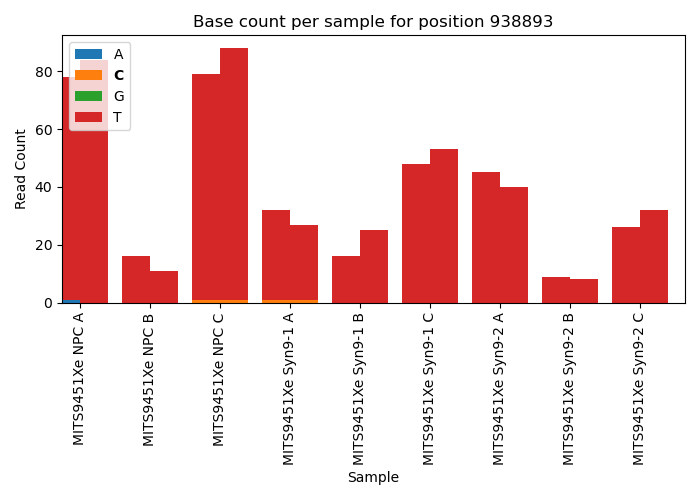 Base count per sample for position 938893
A
C
G
T
80
60
40
20
0
Read Count
MITS9451Xe NPC A
MITS9451Xe NPC B
MITS9451Xe NPC C
MITS9451Xe Syn9-1 A
MITS9451Xe Syn9-1 B
MITS9451Xe Syn9-1 C
MITS9451Xe Syn9-2 A
MITS9451Xe Syn9-2 B
MITS9451Xe Syn9-2 C
Sample